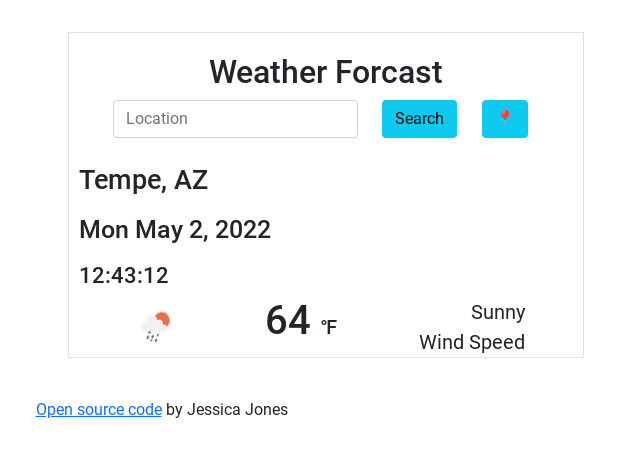 Weather Forcast
Location
Search
Tempe, AZ
Mon May 2, 2022
12:43:12
64 °F
Sunny
Wind Speed
Open source code by Jessica Jones